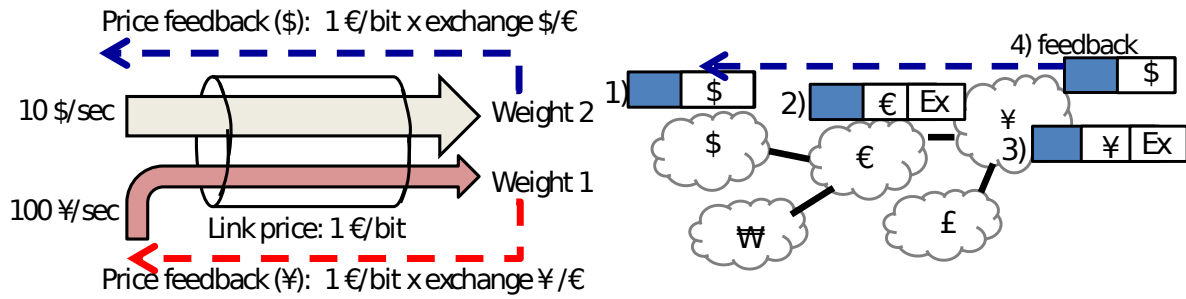 Price feedback ($): 1 €/bit x exchange $/€
10 $/sec
Weight 2
100 ¥/sec
Weight 1
Link price: 1 €/bit
Price feedback (¥): 1 €/bit x exchange ¥/€
4) feedback
$
1)
$
2)
€ Ex
¥
3)
¥ Ex
$
€
₩
£